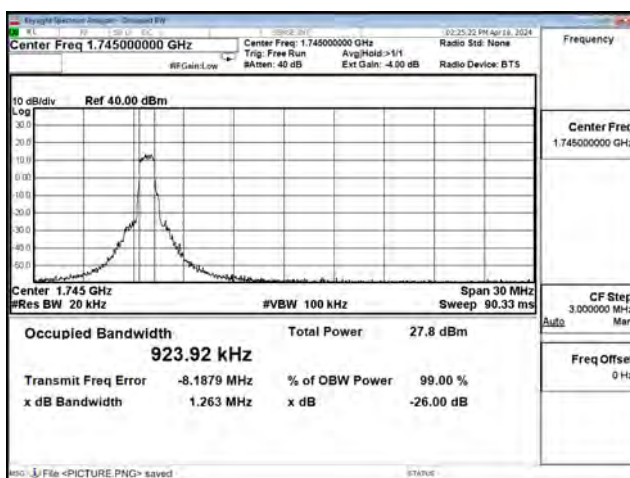 Keysight Spectrum Analyzer - Occupied BW
Center Freq 1.745000000 GHz
#IFGain:Low
Center Freq: 1.745000000 GHz
Trig: Free Run
Avg|Hold:>1/1
#Atten: 40 dB
Ext Gain: -4.00 dB
02:25:22 PM Apr 18, 2024
Radio Std: None
Radio Device: BTS
10 dB/div
Ref 40.00 dBm
Log
30.0
20.0
10.0
0.00
-10.0
-20.0
-30.0
-40.0
-50.0
Center 1.745 GHz
Span 30 MHz
#Res BW 20 kHz
#VBW 100 kHz
Sweep 90.33 ms
Occupied Bandwidth
923.92 kHz
Total Power
27.8 dBm
Transmit Freq Error
-8.1879 MHz
% of OBW Power
99.00 %
x dB Bandwidth
1.263 MHz
x dB
-26.00 dB
MSG
File <PICTURE.PNG> saved
STATUS
Frequency
Center Freq
1.745000000 GHz
CF Step
3.000000 MHz
Auto
Man
Freq Offset
0 Hz